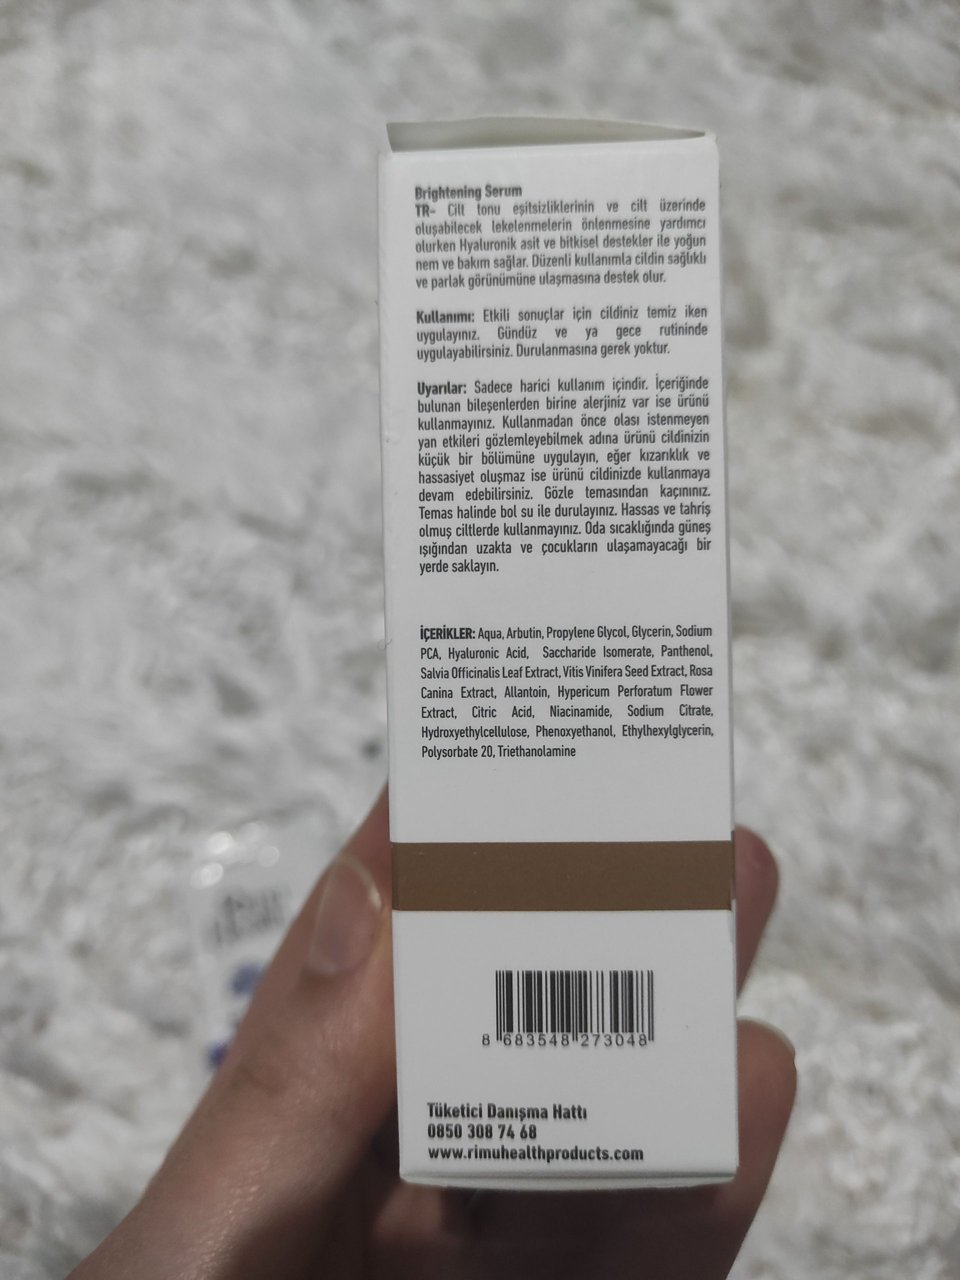 Brightening Serum
TR- Cilt tonu eşitsizliklerinin ve cilt üzerinde
oluşabilecek lekelenmelerin önlenmesine yardımcı
olurken Hyaluronik asit ve bitkisel destekler ile yoğun
nem ve bakım sağlar. Düzenli kullanımla cildin sağlıklı
ve parlak görünümüne ulaşmasına destek olur.
Kullanımı: Etkili sonuçlar için cildiniz temiz iken
uygulayınız. Gündüz ve ya gece rutininde
uygulayabilirsiniz. Durulanmasına gerek yoktur.
Uyarılar: Sadece harici kullanım içindir. İçeriğinde
bulunan bileşenlerden birine alerjiniz var ise ürünü
kullanmayınız. Kullanmadan önce olası istenmeyen
yan etkileri gözlemleyebilmek adına ürünü cildinizin
küçük bir bölümüne uygulayın, eğer kızarıklık ve
hassasiyet oluşmaz ise ürünü cildinizde kullanmaya
devam edebilirsiniz. Gözle temasından kaçınınız.
Temas halinde bol su ile durulayınız. Hassas ve tahriş
olmuş ciltlerde kullanmayınız. Oda sıcaklığında güneş
ışığından uzakta ve çocukların ulaşamayacağı bir
yerde saklayın.
İÇERİKLER: Aqua, Arbutin, Propylene Glycol, Glycerin, Sodium
PCA, Hyaluronic Acid, Saccharide Isomerate, Panthenol,
Salvia Officinalis Leaf Extract, Vitis Vinifera Seed Extract, Rosa
Canina Extract, Allantoin, Hypericum Perforatum Flower
Extract, Citric Acid, Niacinamide, Sodium Citrate,
Hydroxyethylcellulose, Phenoxyethanol, Ethylhexylglycerin,
Polysorbate 20, Triethanolamine
8 683548 273048
Tüketici Danışma Hattı
0850 308 74 68
www.rimuhealthproducts.com